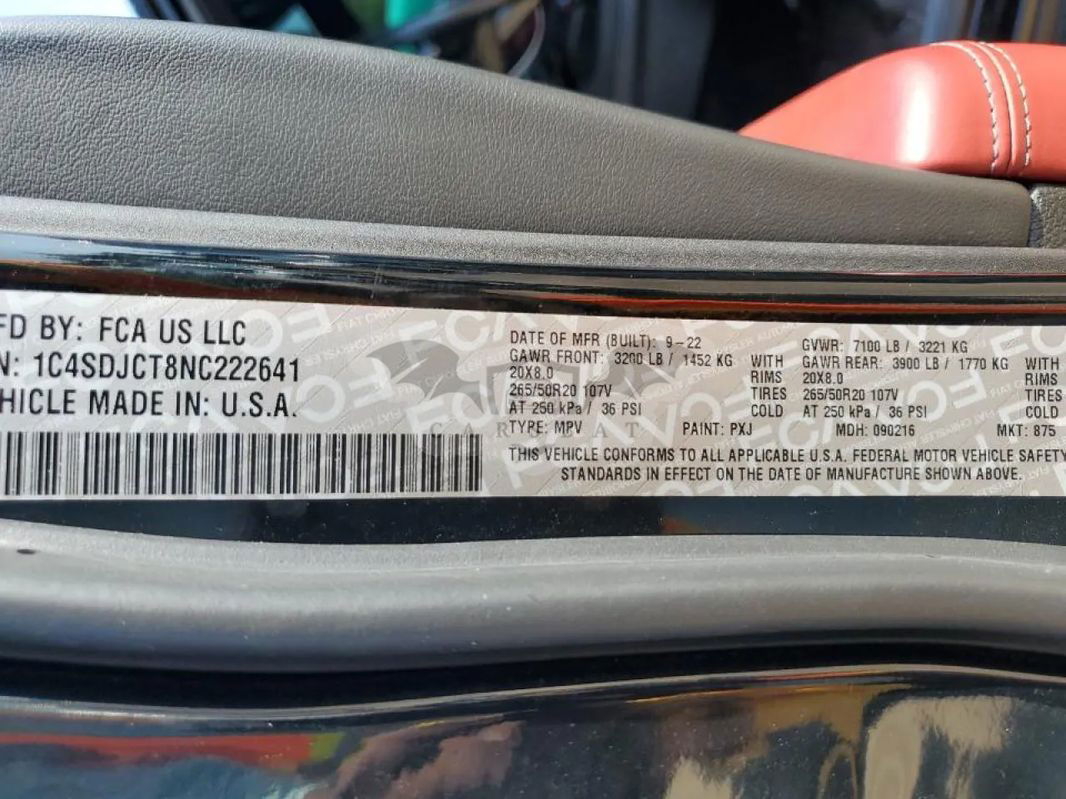 FD BY: FCA US LLC
N: 1C4SDJCT8NC222641
HICLE MADE IN: U.S.A.
DATE OF MFR (BUILT): 9-22
GAWR FRONT: 3200 LB / 1452 KG WITH
20X8.0 RIMS
265/50R20 107V TIRES
AT 250 kPa / 36 PSI COLD
TYPE: MPV PAINT: PXJ
GVWR: 7100 LB / 3221 KG
GAWR REAR: 3900 LB / 1770 KG WITH
20X8.0 RIMS
265/50R20 107V TIRES
AT 250 kPa / 36 PSI COLD
MDH: 090216 MKT: 875
THIS VEHICLE CONFORMS TO ALL APPLICABLE U.S.A. FEDERAL MOTOR VEHICLE SAFETY
STANDARDS IN EFFECT ON THE DATE OF MANUFACTURE SHOWN ABOVE.